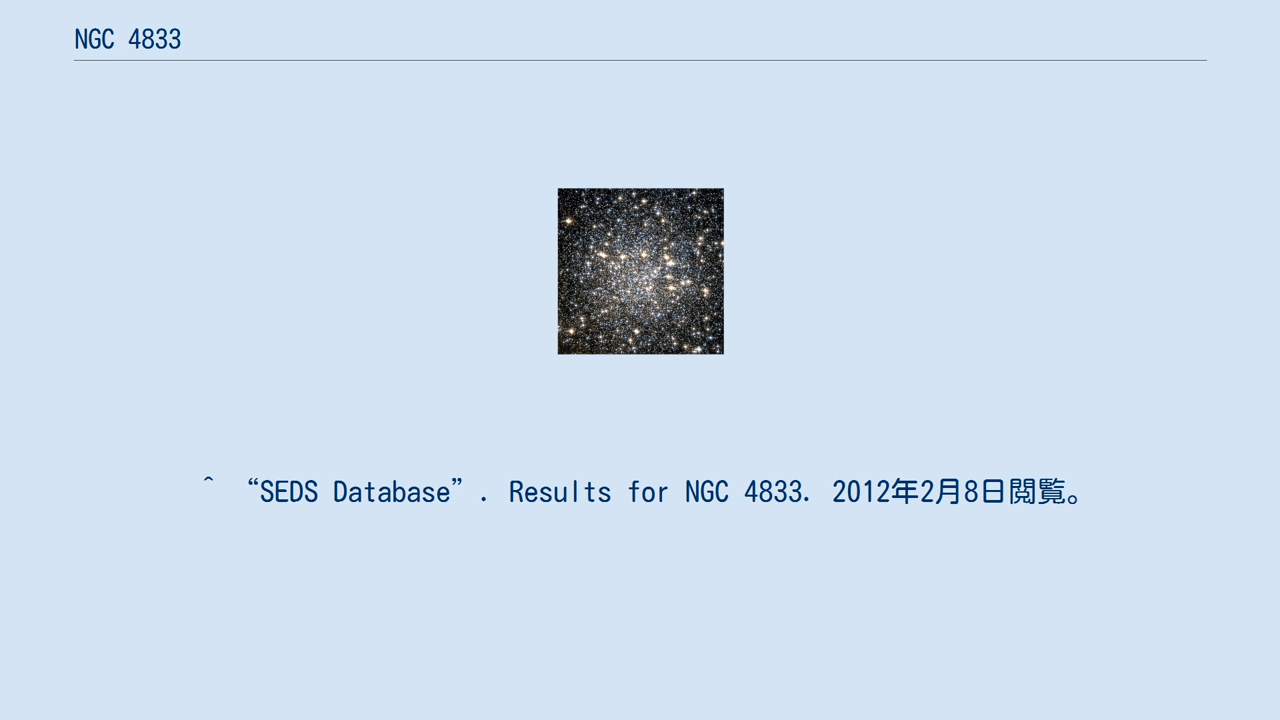 NGC 4833
^ “SEDS Database”. Results for NGC 4833. 2012年2月8日閲覧。